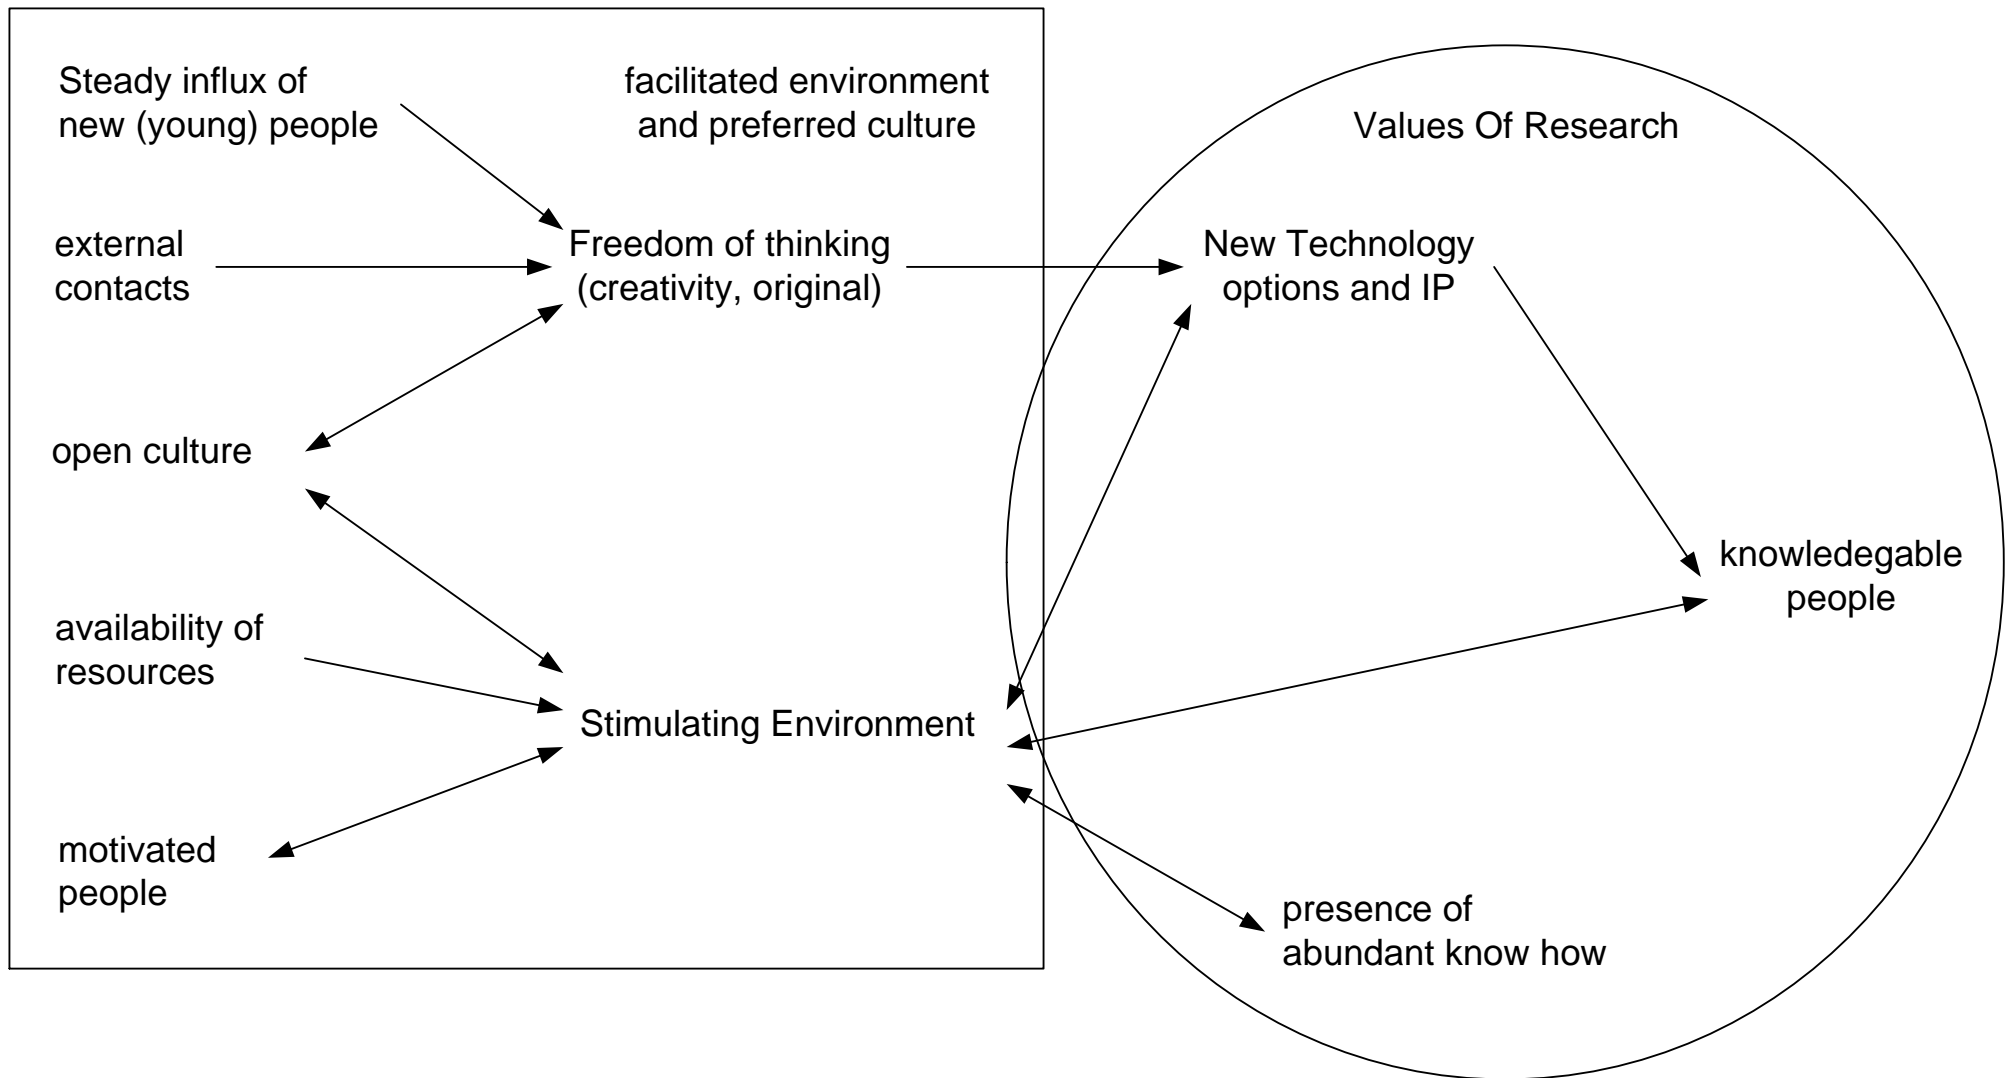 Steady influx of
new (young) people
facilitated environment
and preferred culture
Values Of Research
external
contacts
Freedom of thinking
(creativity, original)
New Technology
options and IP
open culture
knowledegable
people
availability of
resources
Stimulating Environment
motivated
people
presence of
abundant know how